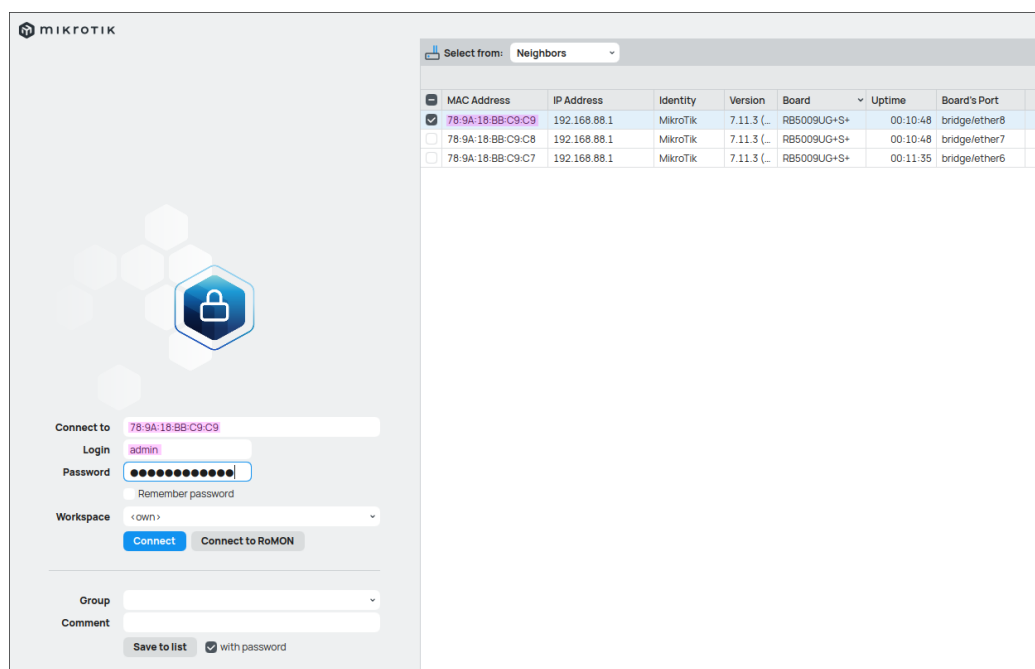 mikrotik
Select from: Neighbors
MAC Address IP Address Identity Version Board Uptime Board's Port
78:9A:18:BB:C9:C9 192.168.88.1 MikroTik 7.11.3 (... RB5009UG+S+ 00:10:48 bridge/ether8
78:9A:18:BB:C9:C8 192.168.88.1 MikroTik 7.11.3 (... RB5009UG+S+ 00:10:48 bridge/ether7
78:9A:18:BB:C9:C7 192.168.88.1 MikroTik 7.11.3 (... RB5009UG+S+ 00:11:35 bridge/ether6
Connect to 78:9A:18:BB:C9:C9
Login admin
Password ●●●●●●●●●●●●
Remember password
Workspace <own>
Connect Connect to RoMON
Group
Comment
Save to list with password